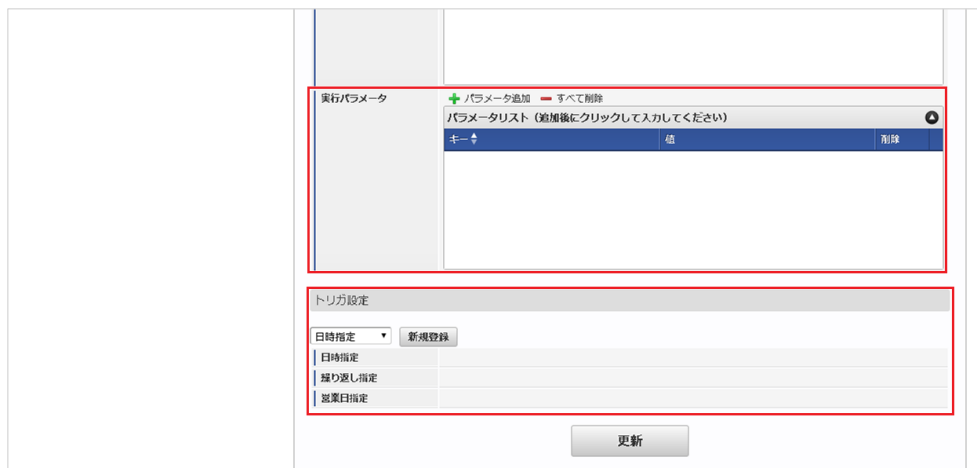 実行パラメータ
パラメータ追加 すべて削除
パラメータリスト（追加後にクリックして入力してください）
キー 値 削除
トリガ設定
日時指定 新規登録
日時指定
繰り返し指定
営業日指定
更新